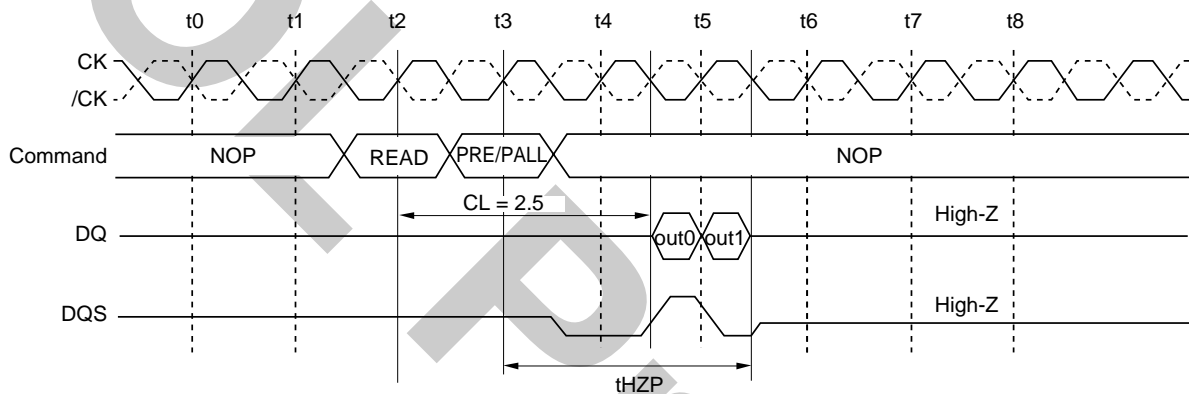 t0 t1 t2 t3 t4 t5 t6 t7 t8
CK
/CK
Command NOP READ PRE/PALL NOP
CL = 2.5
DQ out0 out1 High-Z
DQS High-Z
tHZP